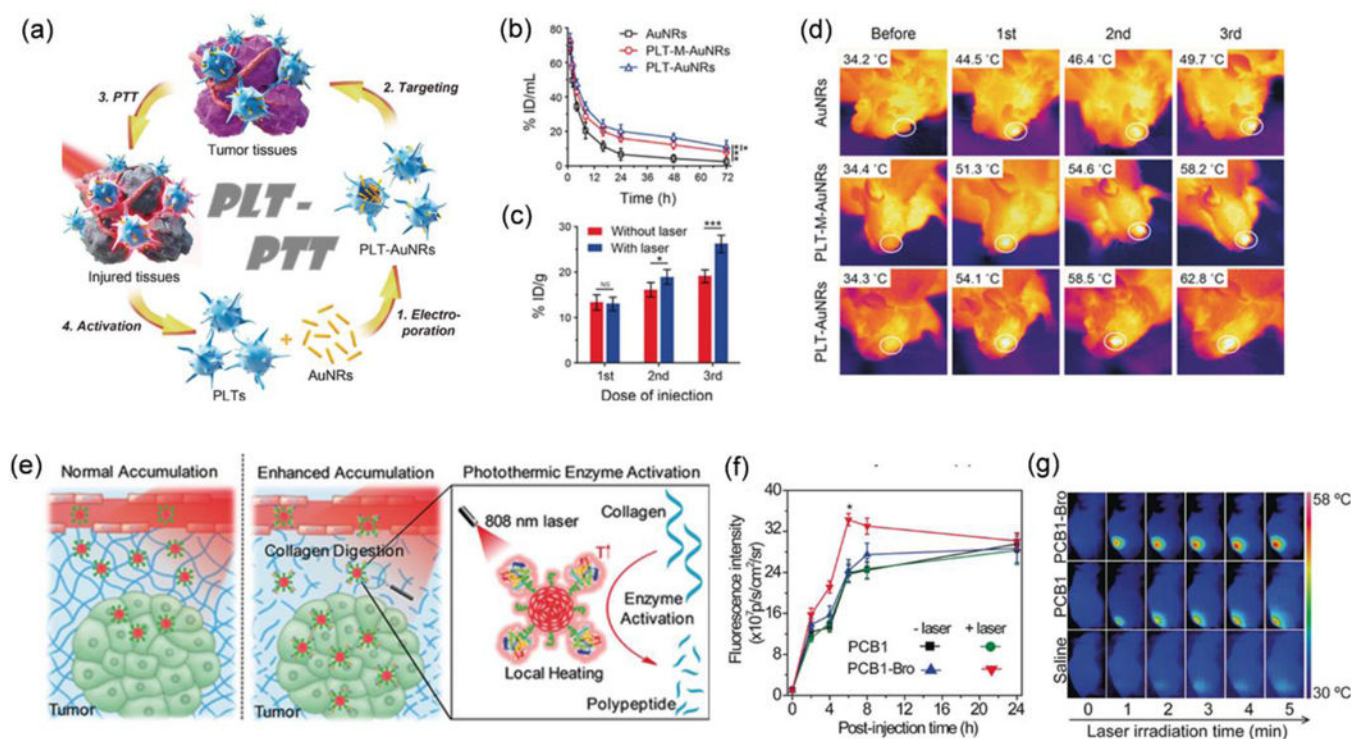 (a)
3. PTT
2. Targeting
Tumor tissues
PLT-
PTT
PLT-AuNRs
Injured tissues
4. Activation
1. Electro-
poration
+
PLTs
AuNRs
(b)
AuNRs
PLT-M-AuNRs
PLT-AuNRs
% ID/mL
80
60
40
20
0
0 12 24 36 48 60 72
Time (h)
(c)
Without laser
With laser
% ID/g
30
20
10
0
NS
*
***
1st 2nd 3rd
Dose of injection
(d)
Before 1st 2nd 3rd
AuNRs
34.2 °C 44.5 °C 46.4 °C 49.7 °C
PLT-M-AuNRs
34.4 °C 51.3 °C 54.6 °C 58.2 °C
PLT-AuNRs
34.3 °C 54.1 °C 58.5 °C 62.8 °C
(e)
Normal Accumulation
Enhanced Accumulation
Photothermic Enzyme Activation
Collagen Digestion
808 nm laser
Collagen
T↑
Enzyme
Activation
Local Heating
Polypeptide
Tumor
Tumor
(f)
Fluorescence intensity
(x10⁷p/s/cm²/sr)
40
32
24
16
8
0
*
- laser + laser
PCB1
PCB1-Bro
0 4 8 12 16 20 24
Post-injection time (h)
(g)
PCB1-Bro
PCB1
Saline
58 °C
30 °C
0 1 2 3 4 5
Laser irradiation time (min)